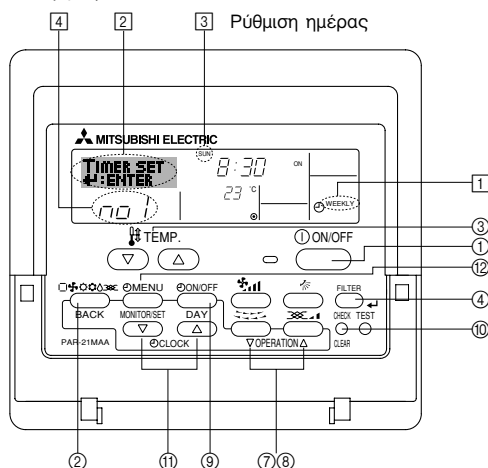 4 2 3 Ρύθμιση ημέρας
MITSUBISHI ELECTRIC
TIMER SET
↵:ENTER
SUN
8:30
ON
23 °C
no 1
WEEKLY
1
TEMP.
ON/OFF
③
①
⑫
④
⑩
MENU
ON/OFF
FILTER
BACK
MONITOR/SET
DAY
CHECK TEST
PAR-21MAA
CLOCK
▽OPERATION△
CLEAR
② ⑪ ⑨ ⑦⑧